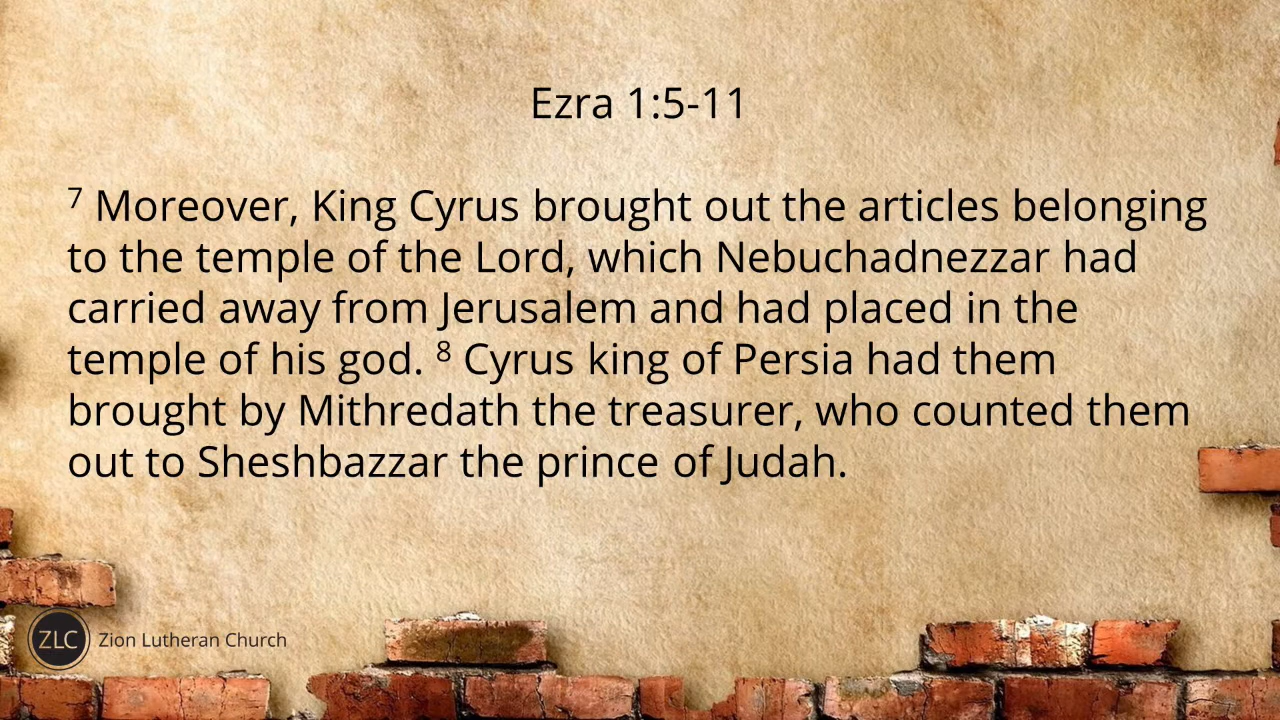 Ezra 1:5-11
⁷ Moreover, King Cyrus brought out the articles belonging
to the temple of the Lord, which Nebuchadnezzar had
carried away from Jerusalem and had placed in the
temple of his god. ⁸ Cyrus king of Persia had them
brought by Mithredath the treasurer, who counted them
out to Sheshbazzar the prince of Judah.
ZLC Zion Lutheran Church